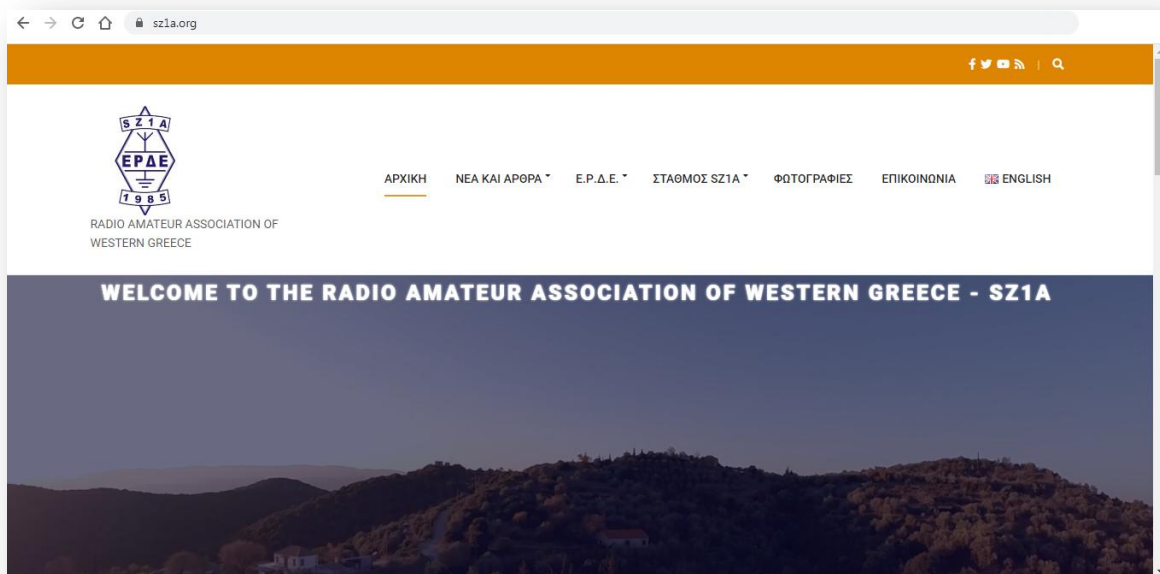 sz1a.org
SZ1A
ΕΡΔΕ
1985
RADIO AMATEUR ASSOCIATION OF
WESTERN GREECE
ΑΡΧΙΚΗ ΝΕΑ ΚΑΙ ΑΡΘΡΑ Ε.Ρ.Δ.Ε. ΣΤΑΘΜΟΣ SZ1A ΦΩΤΟΓΡΑΦΙΕΣ ΕΠΙΚΟΙΝΩΝΙΑ ENGLISH
WELCOME TO THE RADIO AMATEUR ASSOCIATION OF WESTERN GREECE - SZ1A